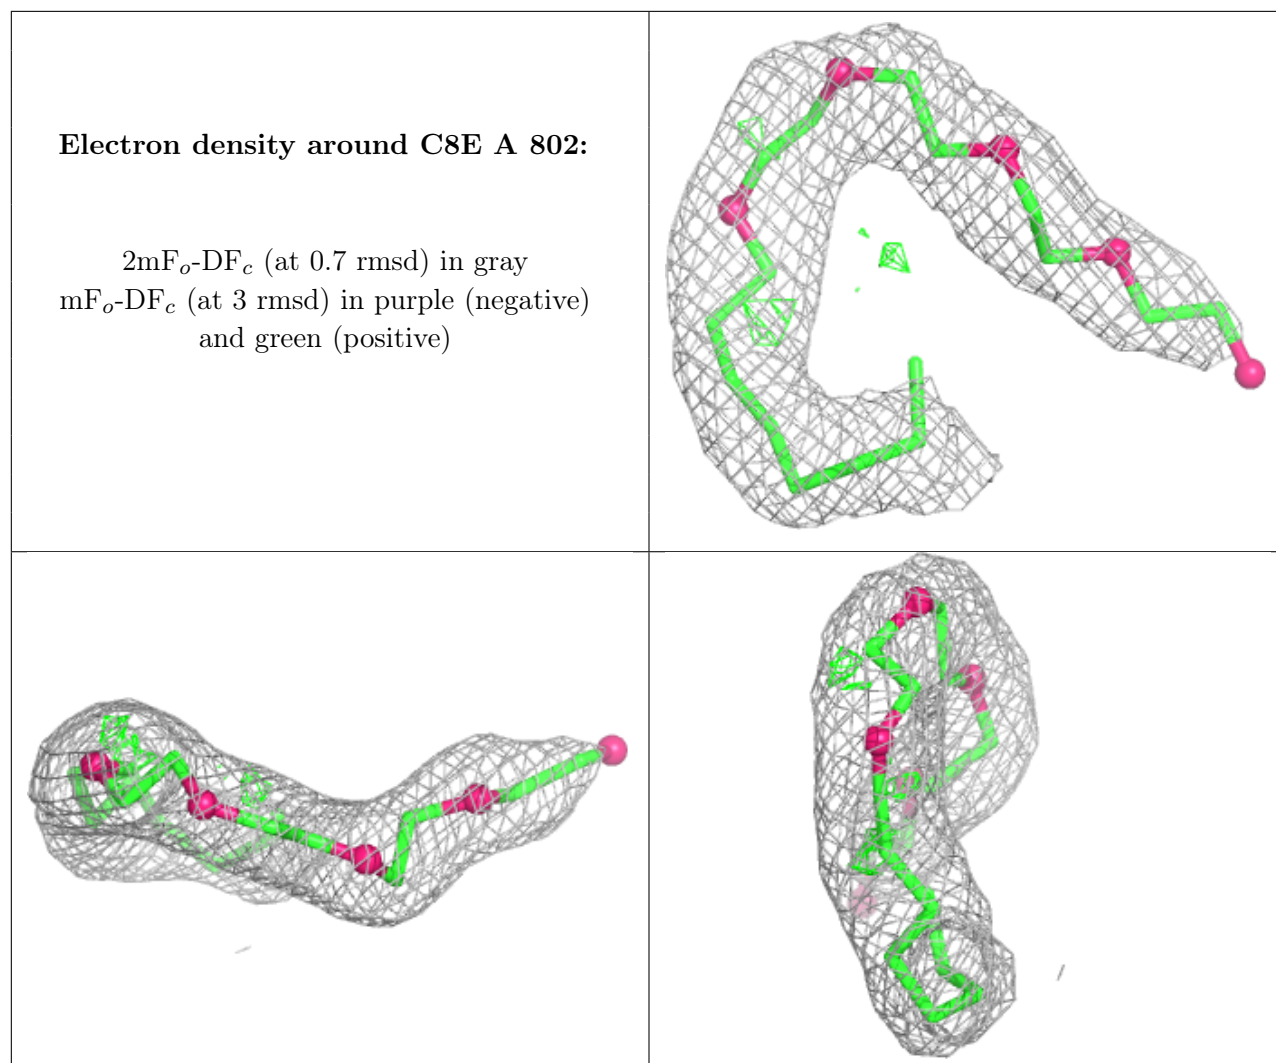 Electron density around C8E A 802:
2mFo-DFc (at 0.7 rmsd) in gray
mFo-DFc (at 3 rmsd) in purple (negative)
and green (positive)